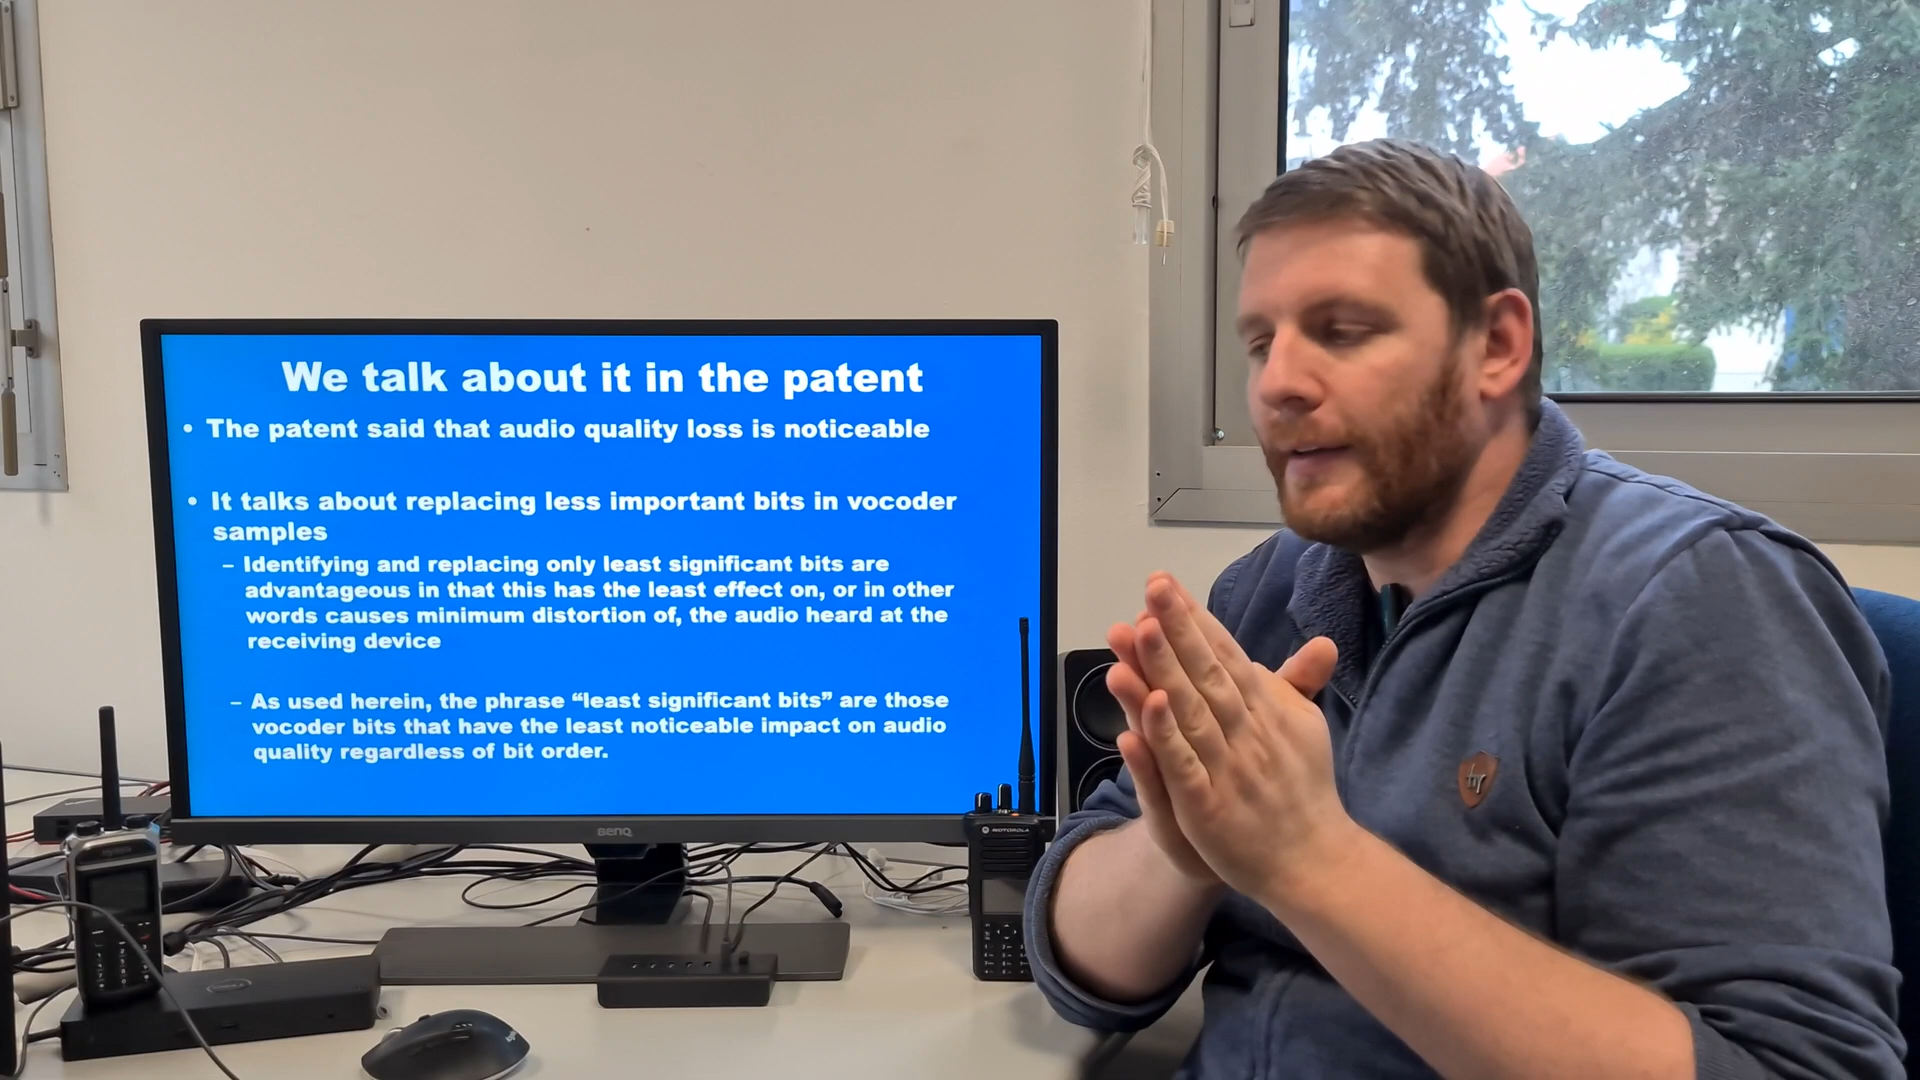 We talk about it in the patent
• The patent said that audio quality loss is noticeable
• It talks about replacing less important bits in vocoder
samples
– Identifying and replacing only least significant bits are
advantageous in that this has the least effect on, or in other
words causes minimum distortion of, the audio heard at the
receiving device
– As used herein, the phrase “least significant bits” are those
vocoder bits that have the least noticeable impact on audio
quality regardless of bit order.
BenQ
MOTOROLA